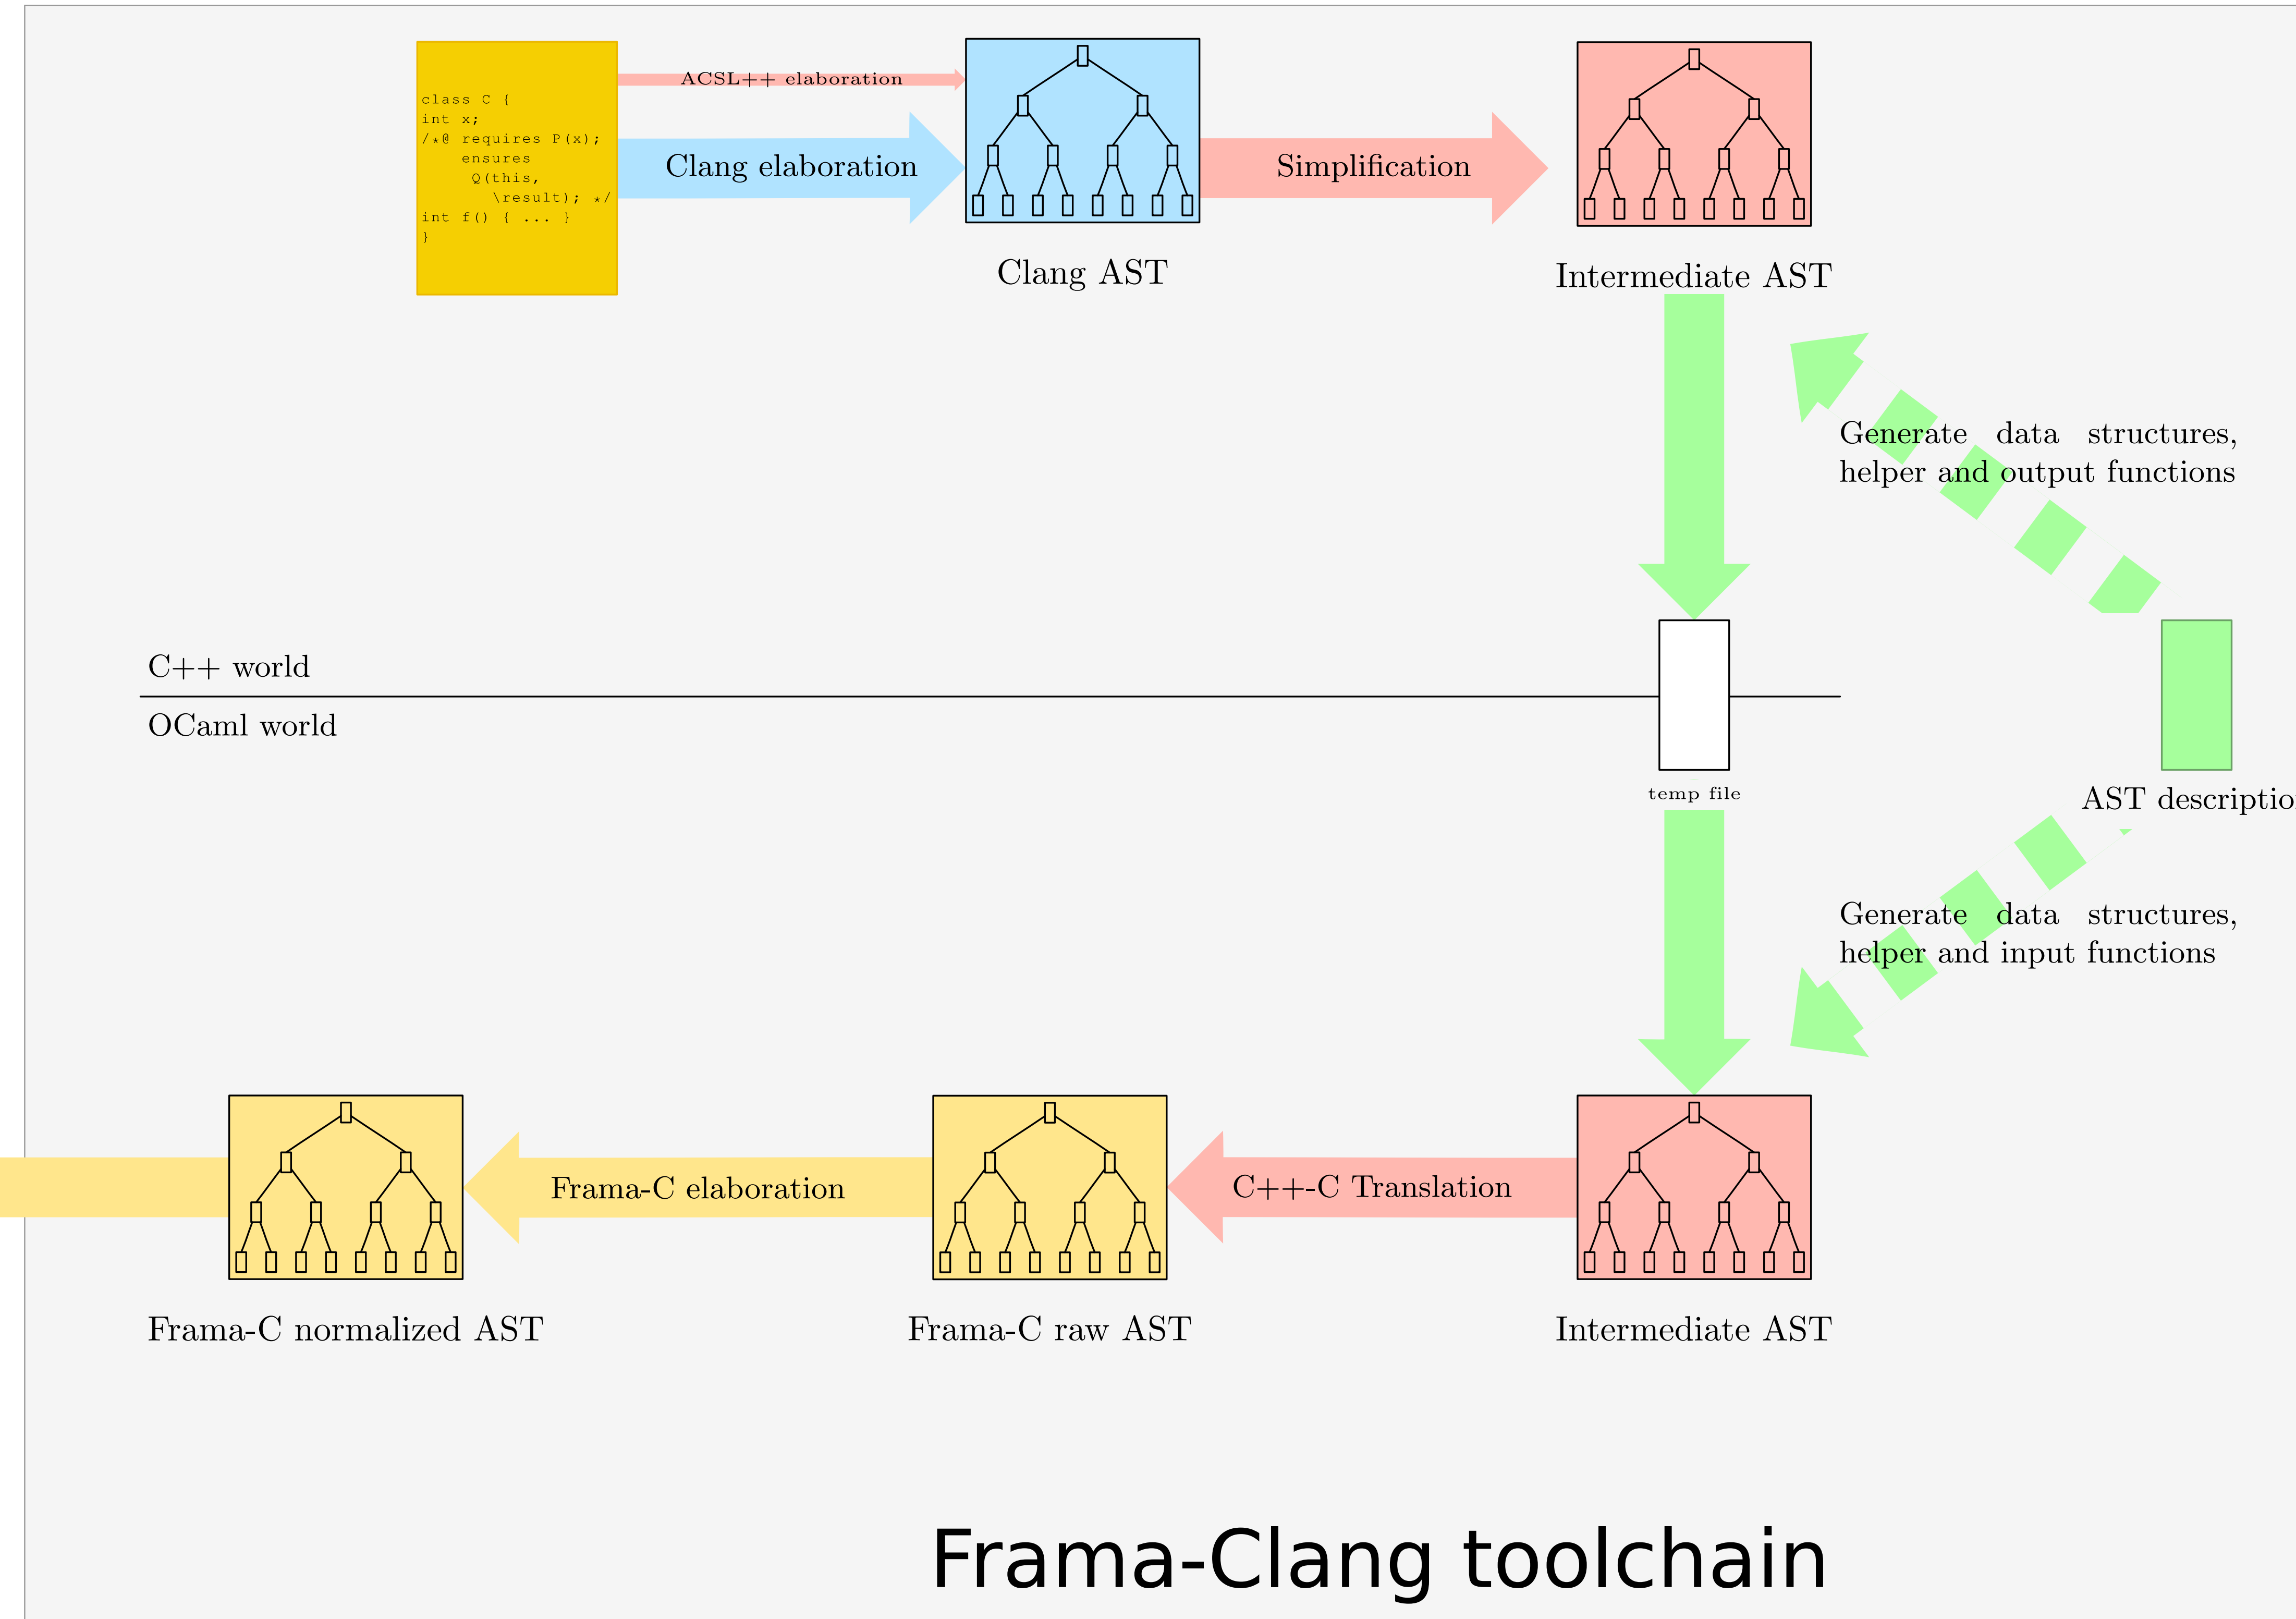 ACSL++ elaboration
class C {
int x;
/*@ requires P(x);
ensures
Q(this,
\result); */
int f() { ... }
}
Clang elaboration
Simplification
Clang AST
Intermediate AST
Generate data structures,
helper and output functions
C++ world
OCaml world
temp file
AST descriptio
Generate data structures,
helper and input functions
Frama-C elaboration
C++-C Translation
Frama-C normalized AST
Frama-C raw AST
Intermediate AST
Frama-Clang toolchain